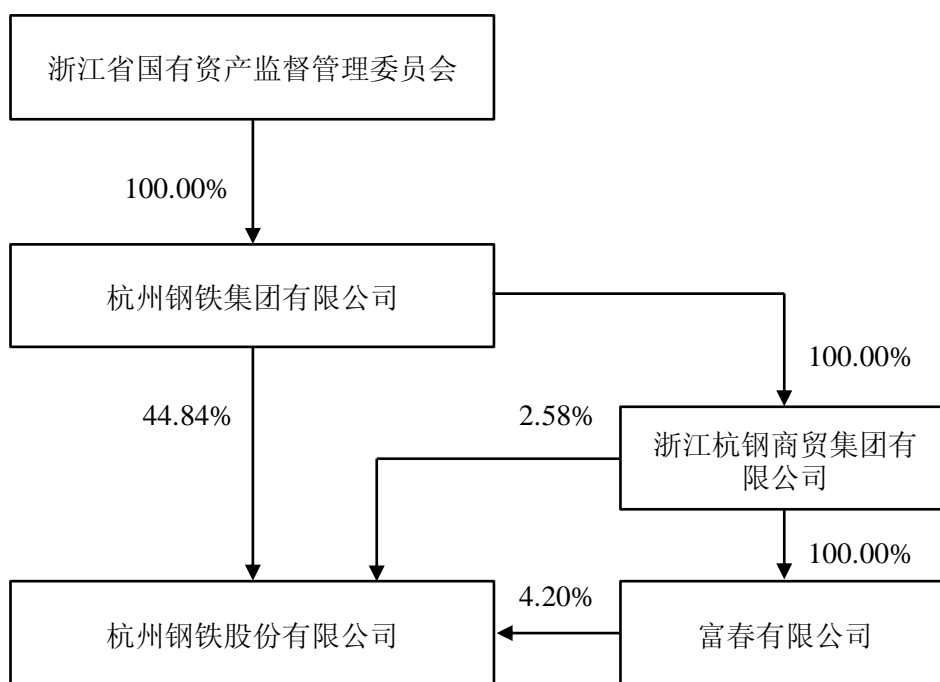 浙江省国有资产监督管理委员会
100.00%
杭州钢铁集团有限公司
100.00%
44.84%
2.58%
浙江杭钢商贸集团有
限公司
100.00%
4.20%
杭州钢铁股份有限公司
富春有限公司